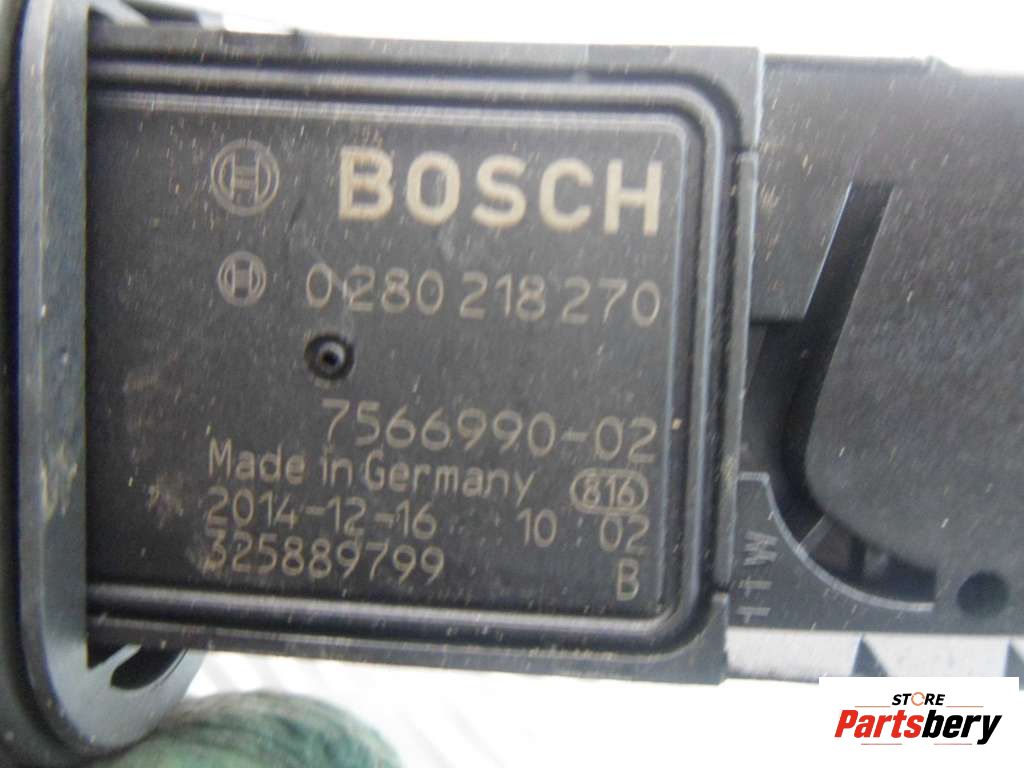 BOSCH
0 280 218 270
7566990-02
Made in Germany 816
2014-12-16 10:02
325889799 B
STORE
Partsbery